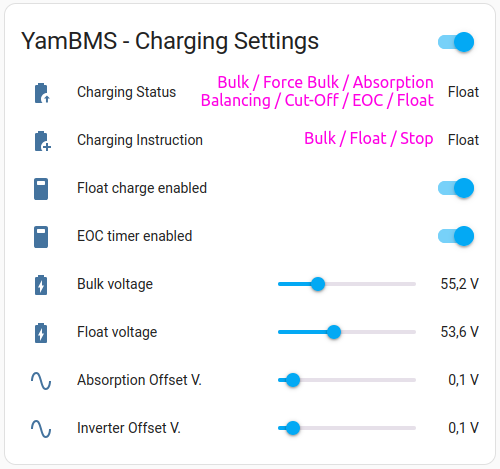 YamBMS - Charging Settings
Charging Status
Bulk / Force Bulk / Absorption
Balancing / Cut-Off / EOC / Float
Float
Charging Instruction
Bulk / Float / Stop
Float
Float charge enabled
EOC timer enabled
Bulk voltage
55,2 V
Float voltage
53,6 V
Absorption Offset V.
0,1 V
Inverter Offset V.
0,1 V